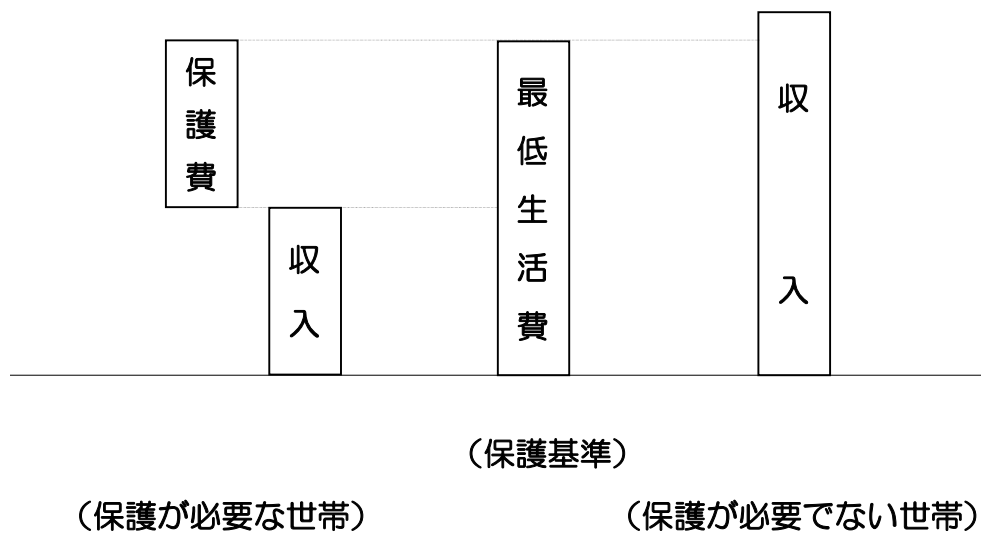 保護費
収入
最低生活費
収入
（保護基準）
（保護が必要な世帯）
（保護が必要でない世帯）